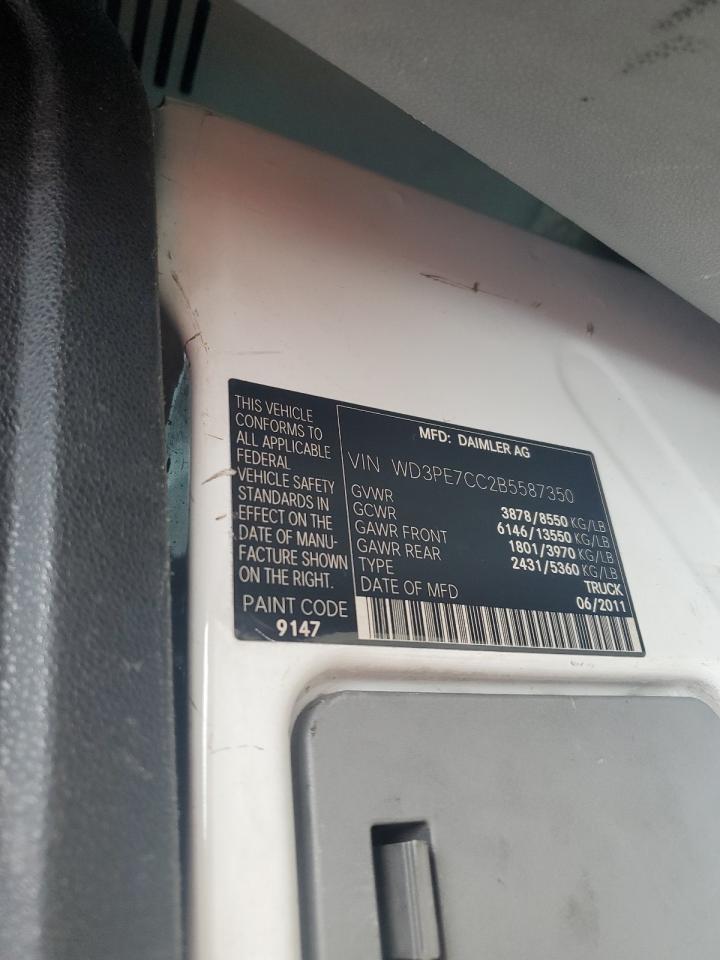 THIS VEHICLE
CONFORMS TO
ALL APPLICABLE
FEDERAL
VEHICLE SAFETY
STANDARDS IN
EFFECT ON THE
DATE OF MANU-
FACTURE SHOWN
ON THE RIGHT.
PAINT CODE
9147
MFD: DAIMLER AG
VIN WD3PE7CC2B5587350
GVWR 3878/8550 KG/LB
GCWR 6146/13550 KG/LB
GAWR FRONT 1801/3970 KG/LB
GAWR REAR 2431/5360 KG/LB
TYPE TRUCK
DATE OF MFD 06/2011